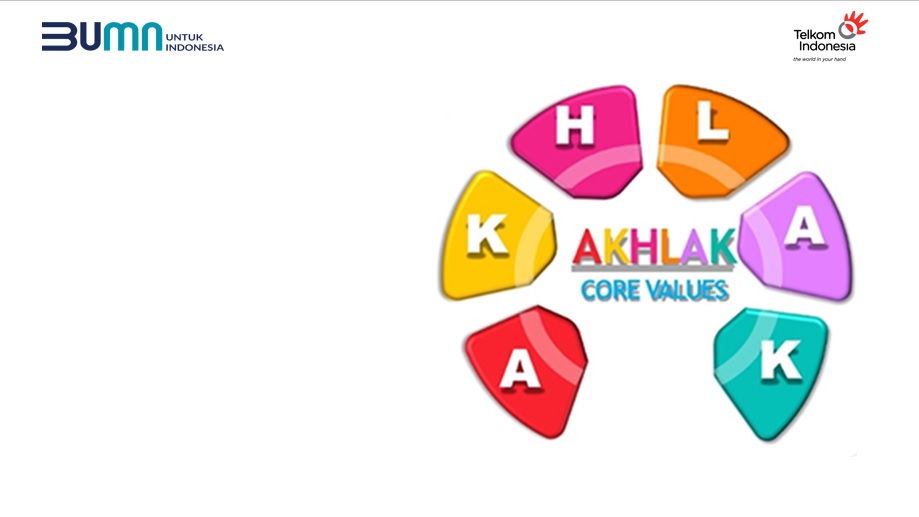 BUMN UNTUK
INDONESIA
Telkom
Indonesia
the world in your hand
H
L
K
A
AKHLAK
CORE VALUES
A
K